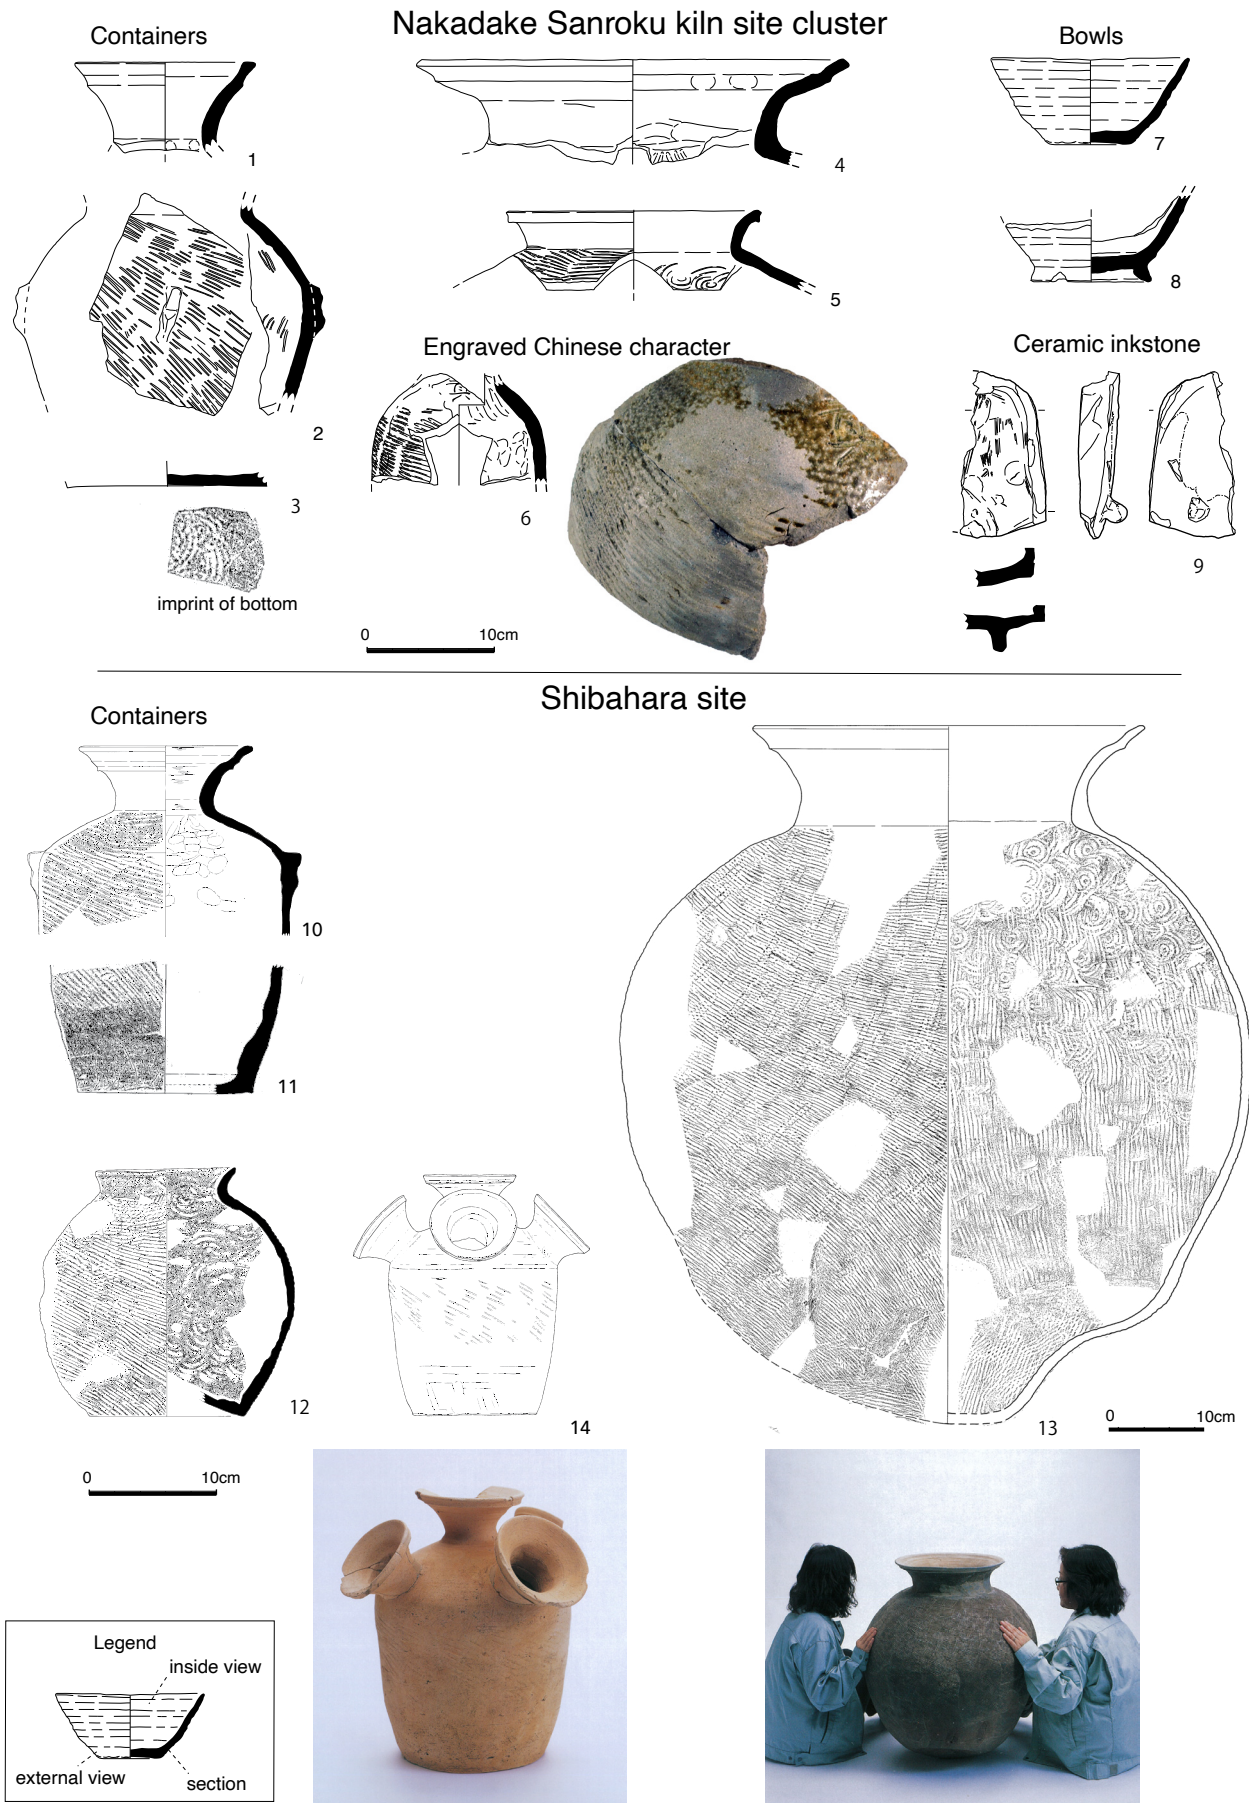 Nakadake Sanroku kiln site cluster
Containers
Bowls
1
4
7
2
5
8
Engraved Chinese character
Ceramic inkstone
3
6
9
imprint of bottom
0 10cm
Shibahara site
Containers
10
11
12
14
13
0 10cm
0 10cm
Legend
inside view
external view
section